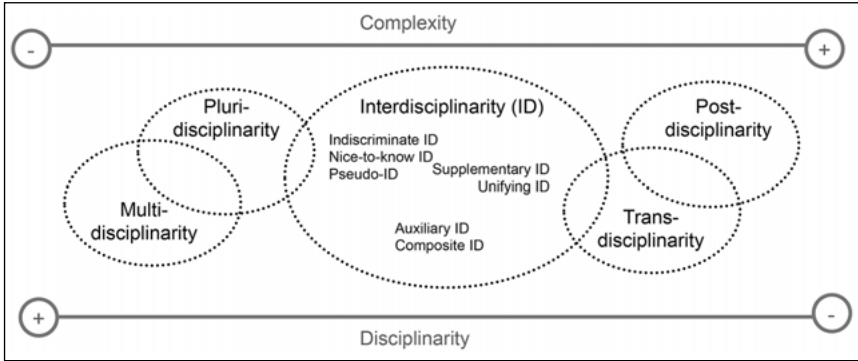 Complexity
-
+
Pluri-
disciplinarity
Multi-
disciplinarity
Interdisciplinarity (ID)
Indiscriminate ID
Nice-to-know ID
Pseudo-ID
Supplementary ID
Unifying ID
Auxiliary ID
Composite ID
Post-
disciplinarity
Trans-
disciplinarity
+
-
Disciplinarity